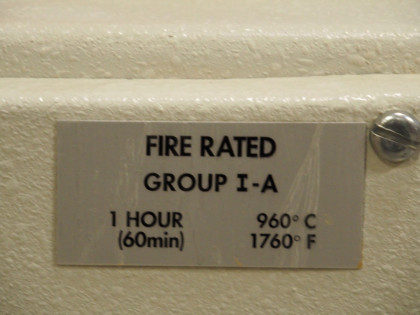 FIRE RATED
GROUP I-A
1 HOUR 960° C
(60min) 1760° F